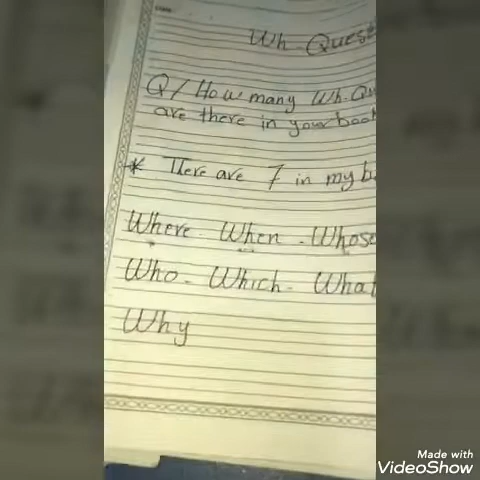 Wh-Quest
Q/ How many Wh-Qu
are there in your book
* There are 7 in my b
Where - When - Whose
Who - Which - What
Why
Made with
VideoShow